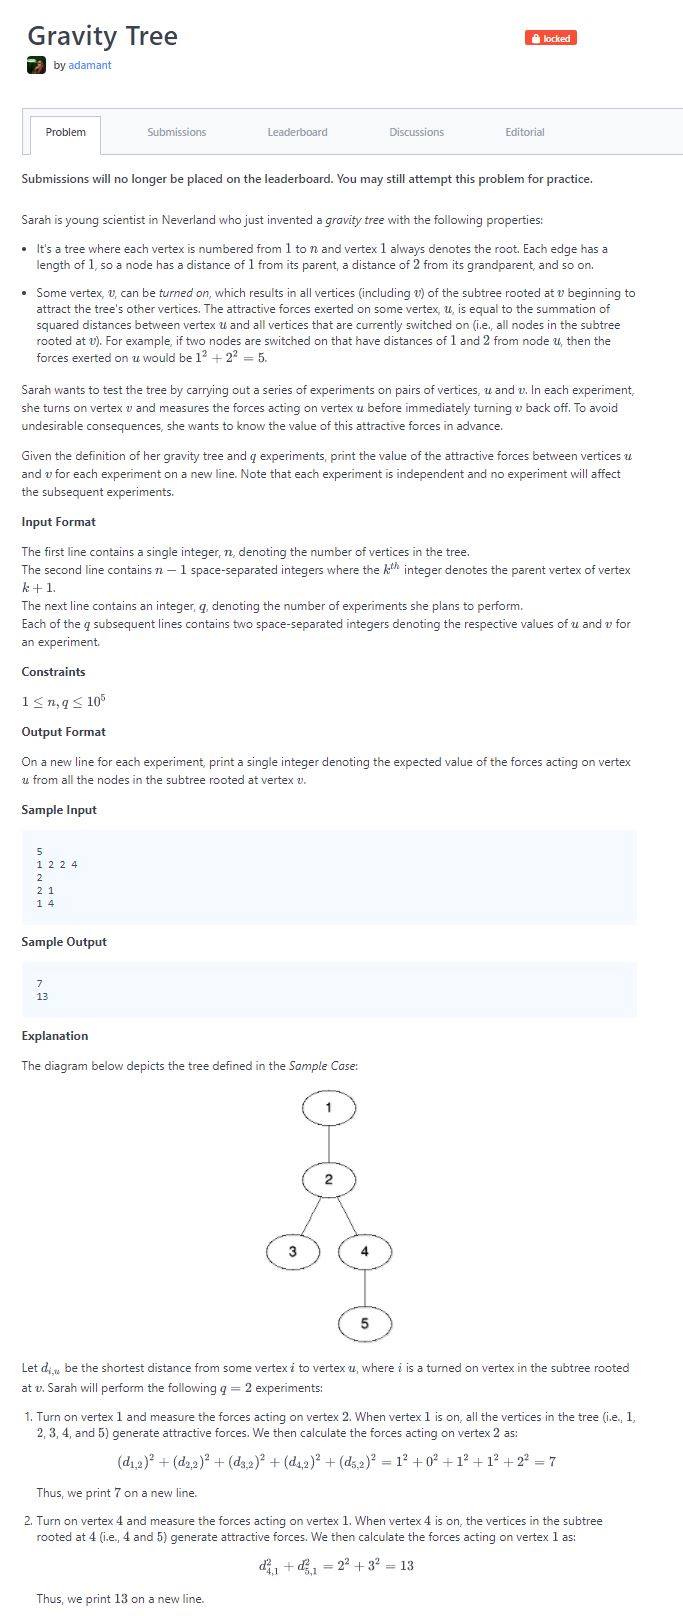 Gravity Tree
locked
by adamant
Problem
Submissions
Leaderboard
Discussions
Editorial
Submissions will no longer be placed on the leaderboard. You may still attempt this problem for practice.
Sarah is young scientist in Neverland who just invented a gravity tree with the following properties:
• It's a tree where each vertex is numbered from 1 to n and vertex 1 always denotes the root. Each edge has a
length of 1, so a node has a distance of 1 from its parent, a distance of 2 from its grandparent, and so on.
• Some vertex, v, can be turned on, which results in all vertices (including v) of the subtree rooted at v beginning to
attract the tree's other vertices. The attractive forces exerted on some vertex, u, is equal to the summation of
squared distances between vertex u and all vertices that are currently switched on (i.e., all nodes in the subtree
rooted at v). For example, if two nodes are switched on that have distances of 1 and 2 from node u, then the
forces exerted on u would be 1² + 2² = 5.
Sarah wants to test the tree by carrying out a series of experiments on pairs of vertices, u and v. In each experiment,
she turns on vertex v and measures the forces acting on vertex u before immediately turning v back off. To avoid
undesirable consequences, she wants to know the value of this attractive forces in advance.
Given the definition of her gravity tree and q experiments, print the value of the attractive forces between vertices u
and v for each experiment on a new line. Note that each experiment is independent and no experiment will affect
the subsequent experiments.
Input Format
The first line contains a single integer, n, denoting the number of vertices in the tree.
The second line contains n − 1 space-separated integers where the kᵗʰ integer denotes the parent vertex of vertex
k + 1.
The next line contains an integer, q, denoting the number of experiments she plans to perform.
Each of the q subsequent lines contains two space-separated integers denoting the respective values of u and v for
an experiment.
Constraints
1 ≤ n, q ≤ 10⁵
Output Format
On a new line for each experiment, print a single integer denoting the expected value of the forces acting on vertex
u from all the nodes in the subtree rooted at vertex v.
Sample Input
5
1 2 2 4
2
2 1
1 4
Sample Output
7
13
Explanation
The diagram below depicts the tree defined in the Sample Case:
1
2
3 4
5
Let d_{i,u} be the shortest distance from some vertex i to vertex u, where i is a turned on vertex in the subtree rooted
at v. Sarah will perform the following q = 2 experiments:
1. Turn on vertex 1 and measure the forces acting on vertex 2. When vertex 1 is on, all the vertices in the tree (i.e., 1,
2, 3, 4, and 5) generate attractive forces. We then calculate the forces acting on vertex 2 as:
(d_{1,2})² + (d_{2,2})² + (d_{3,2})² + (d_{4,2})² + (d_{5,2})² = 1² + 0² + 1² + 1² + 2² = 7
Thus, we print 7 on a new line.
2. Turn on vertex 4 and measure the forces acting on vertex 1. When vertex 4 is on, the vertices in the subtree
rooted at 4 (i.e., 4 and 5) generate attractive forces. We then calculate the forces acting on vertex 1 as:
d²_{4,1} + d²_{5,1} = 2² + 3² = 13
Thus, we print 13 on a new line.